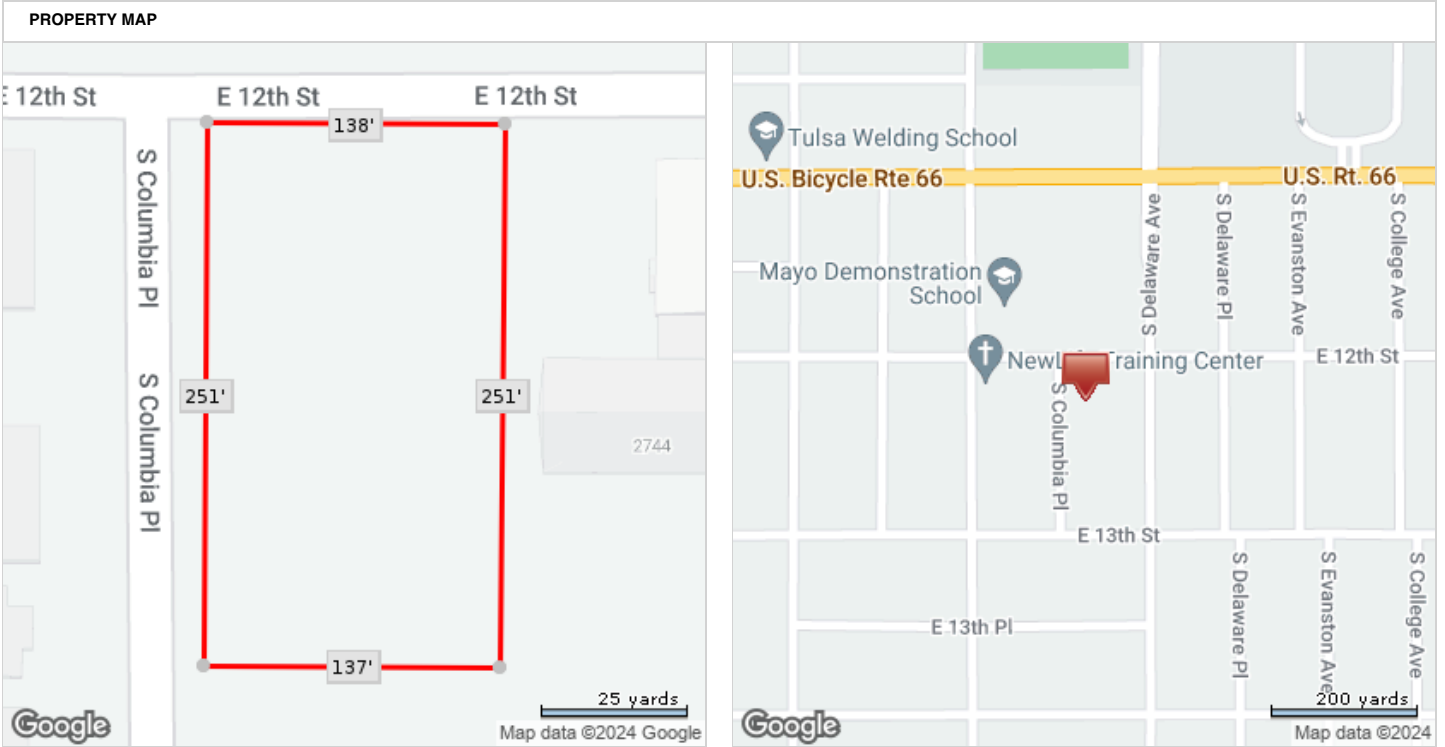 PROPERTY MAP
E 12th St
E 12th St
E 12th St
138'
S Columbia Pl
251'
251'
S Columbia Pl
2744
137'
25 yards
Google
Map data ©2024 Google
Tulsa Welding School
U.S. Bicycle Rte 66
U.S. Rt. 66
S Delaware Ave
S Delaware Pl
S Evanston Ave
S College Ave
Mayo Demonstration
School
NewL Training Center
E 12th St
S Columbia Pl
E 13th St
S Delaware Pl
S Evanston Ave
S College Ave
E 13th Pl
200 yards
Google
Map data ©2024